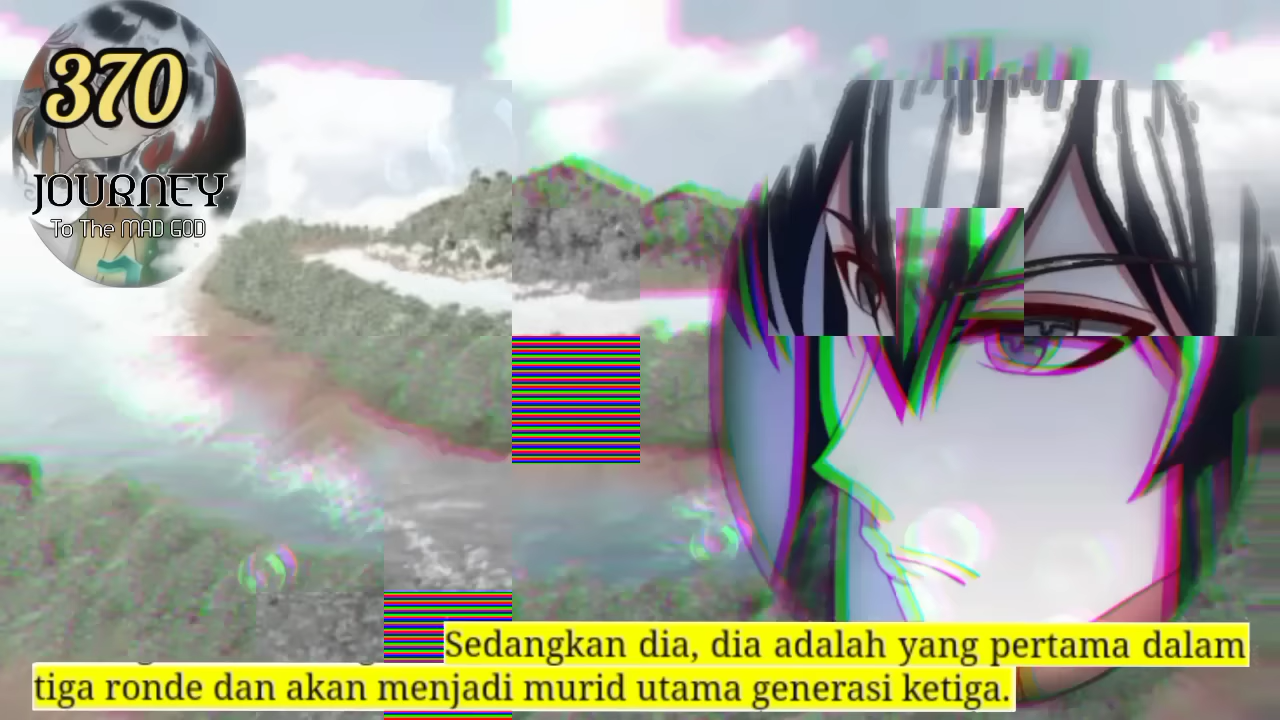 370
JOURNEY
To The MAD GOD
Sedangkan dia, dia adalah yang pertama dalam
tiga ronde dan akan menjadi murid utama generasi ketiga.